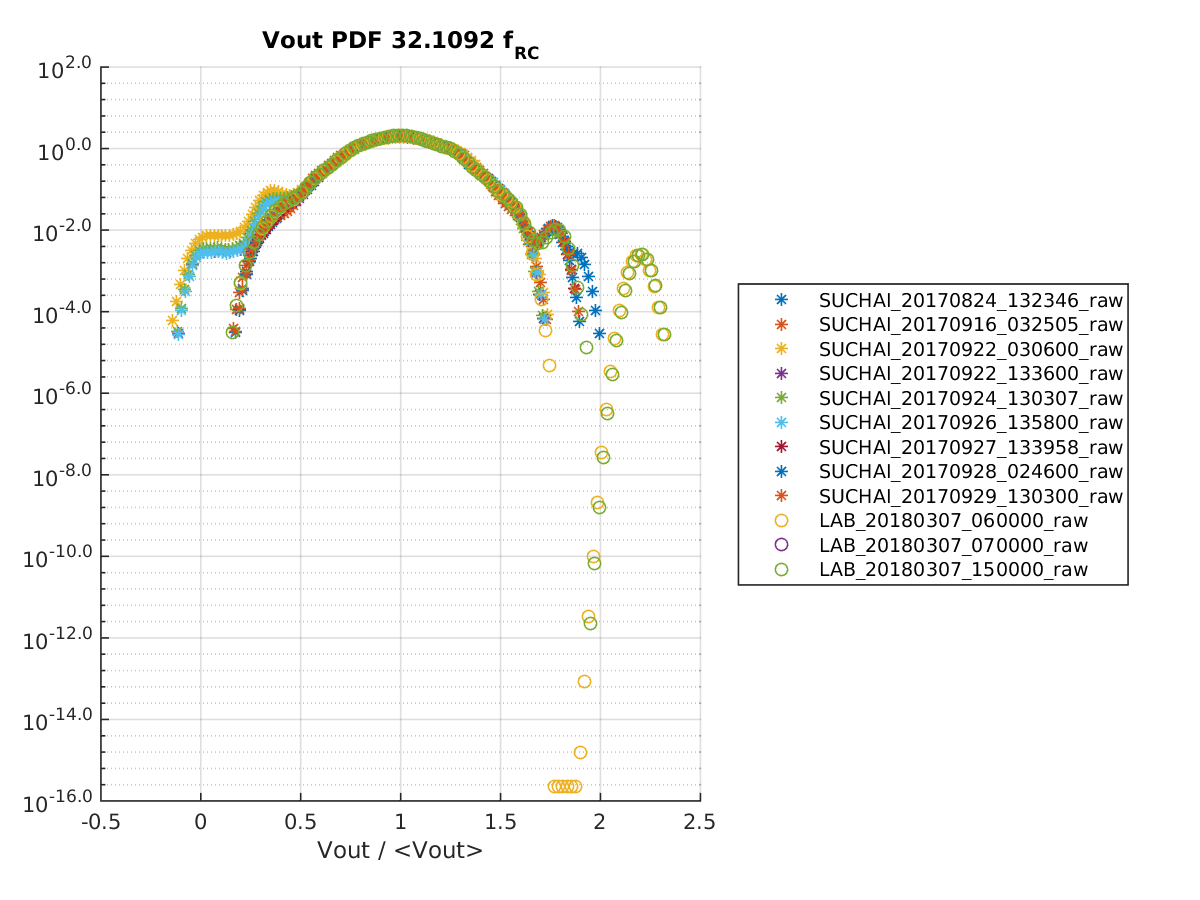 Vout PDF 32.1092 f_RC
10^2.0
10^0.0
10^-2.0
10^-4.0
10^-6.0
10^-8.0
10^-10.0
10^-12.0
10^-14.0
10^-16.0
-0.5 0 0.5 1 1.5 2 2.5
Vout / <Vout>
SUCHAI_20170824_132346_raw
SUCHAI_20170916_032505_raw
SUCHAI_20170922_030600_raw
SUCHAI_20170922_133600_raw
SUCHAI_20170924_130307_raw
SUCHAI_20170926_135800_raw
SUCHAI_20170927_133958_raw
SUCHAI_20170928_024600_raw
SUCHAI_20170929_130300_raw
LAB_20180307_060000_raw
LAB_20180307_070000_raw
LAB_20180307_150000_raw